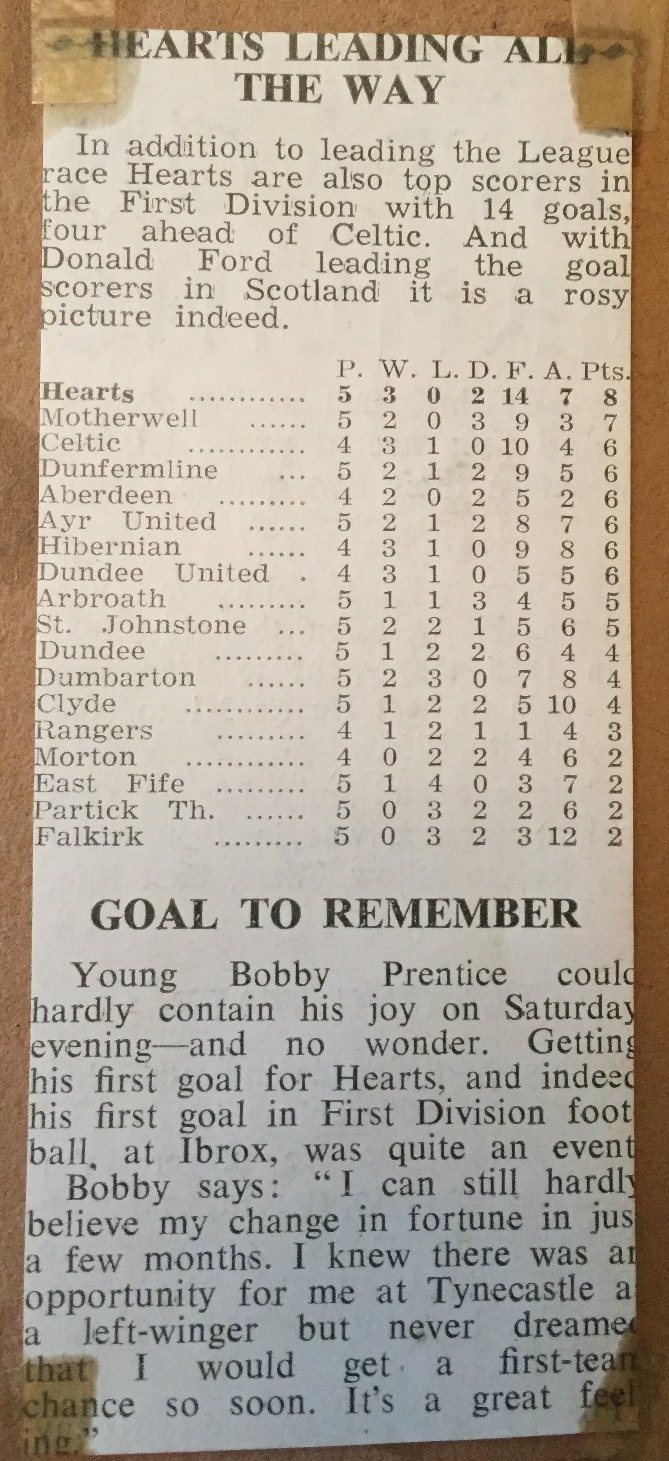 HEARTS LEADING ALL
THE WAY
In addition to leading the League
race Hearts are also top scorers in
the First Division with 14 goals,
four ahead of Celtic. And with
Donald Ford leading the goal
scorers in Scotland it is a rosy
picture indeed.
P. W. L. D. F. A. Pts.
Hearts ............ 5 3 0 2 14 7 8
Motherwell ...... 5 2 0 3 9 3 7
Celtic ............ 4 3 1 0 10 4 6
Dunfermline ... 5 2 1 2 9 5 6
Aberdeen ......... 4 2 0 2 5 2 6
Ayr United ...... 5 2 1 2 8 7 6
Hibernian ...... 4 3 1 0 9 8 6
Dundee United . 4 3 1 0 5 5 6
Arbroath ......... 5 1 1 3 4 5 5
St. Johnstone ... 5 2 2 1 5 6 5
Dundee ......... 5 1 2 2 6 4 4
Dumbarton ...... 5 2 3 0 7 8 4
Clyde ............ 5 1 2 2 5 10 4
Rangers ......... 4 1 2 1 1 4 3
Morton ............ 4 0 2 2 4 6 2
East Fife ......... 5 1 4 0 3 7 2
Partick Th. ...... 5 0 3 2 2 6 2
Falkirk ......... 5 0 3 2 3 12 2
GOAL TO REMEMBER
Young Bobby Prentice could
hardly contain his joy on Saturday
evening—and no wonder. Getting
his first goal for Hearts, and indeed
his first goal in First Division foot
ball, at Ibrox, was quite an event
Bobby says: "I can still hardly
believe my change in fortune in jus
a few months. I knew there was an
opportunity for me at Tynecastle a
a left-winger but never dreamed
that I would get a first-team
chance so soon. It's a great feel
ing."